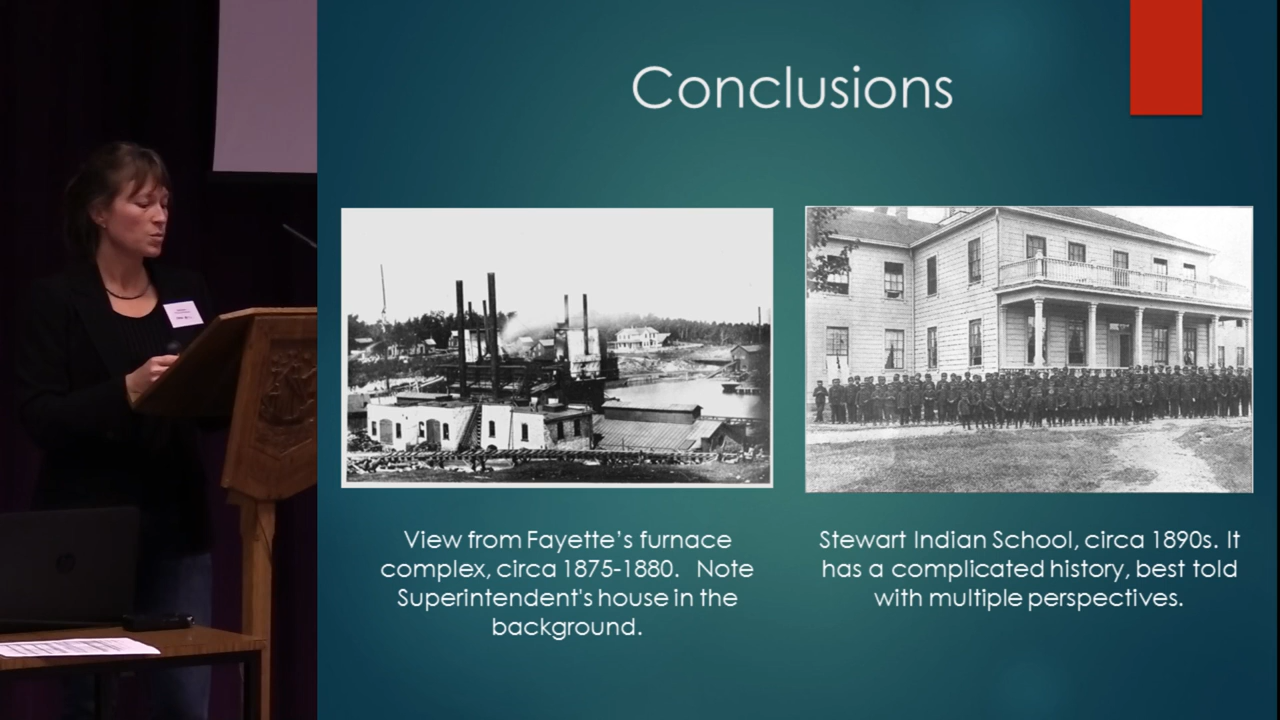 Conclusions
View from Fayette’s furnace
complex, circa 1875-1880.   Note
Superintendent's house in the
background.
Stewart Indian School, circa 1890s. It
has a complicated history, best told
with multiple perspectives.